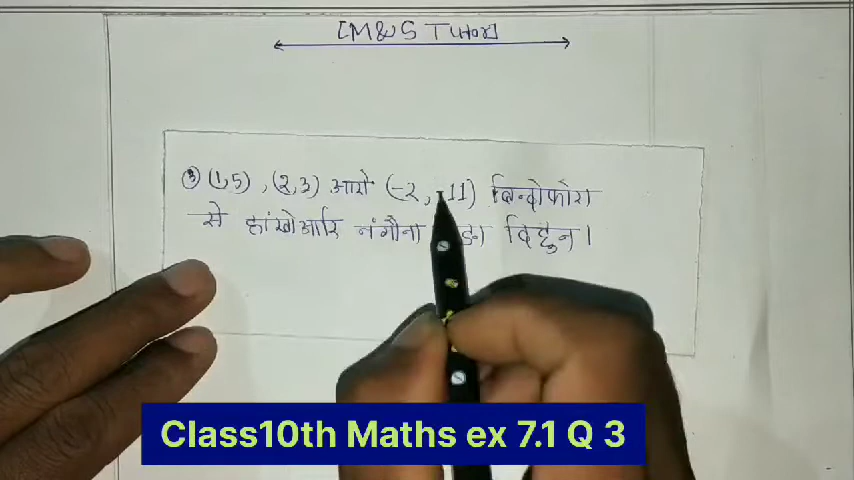 [M&S Tutor]
③ (1,5) , (2,3) आरो (-2, -11) बिन्दोफोरा
से हांखोआरि नंगौना बिहुन।
Class10th Maths ex 7.1 Q 3